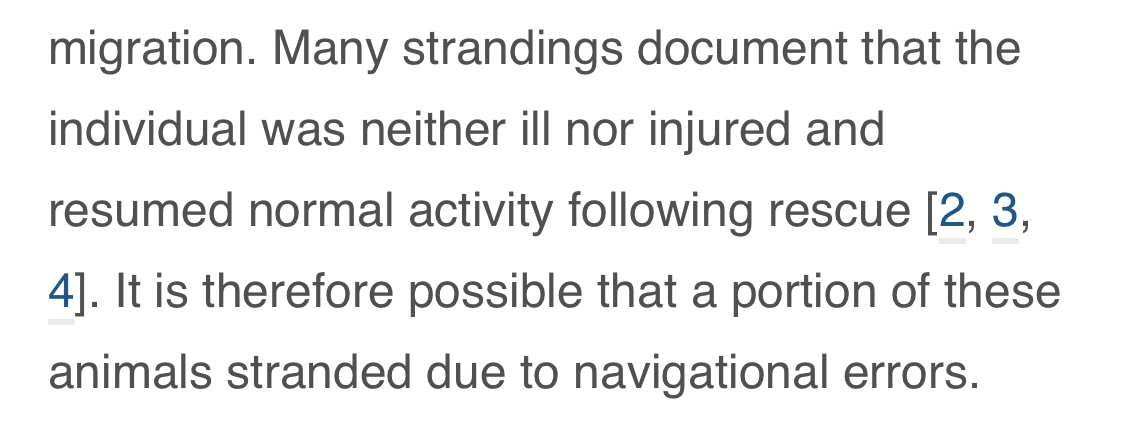 migration. Many strandings document that the
individual was neither ill nor injured and
resumed normal activity following rescue [2, 3,
4]. It is therefore possible that a portion of these
animals stranded due to navigational errors.